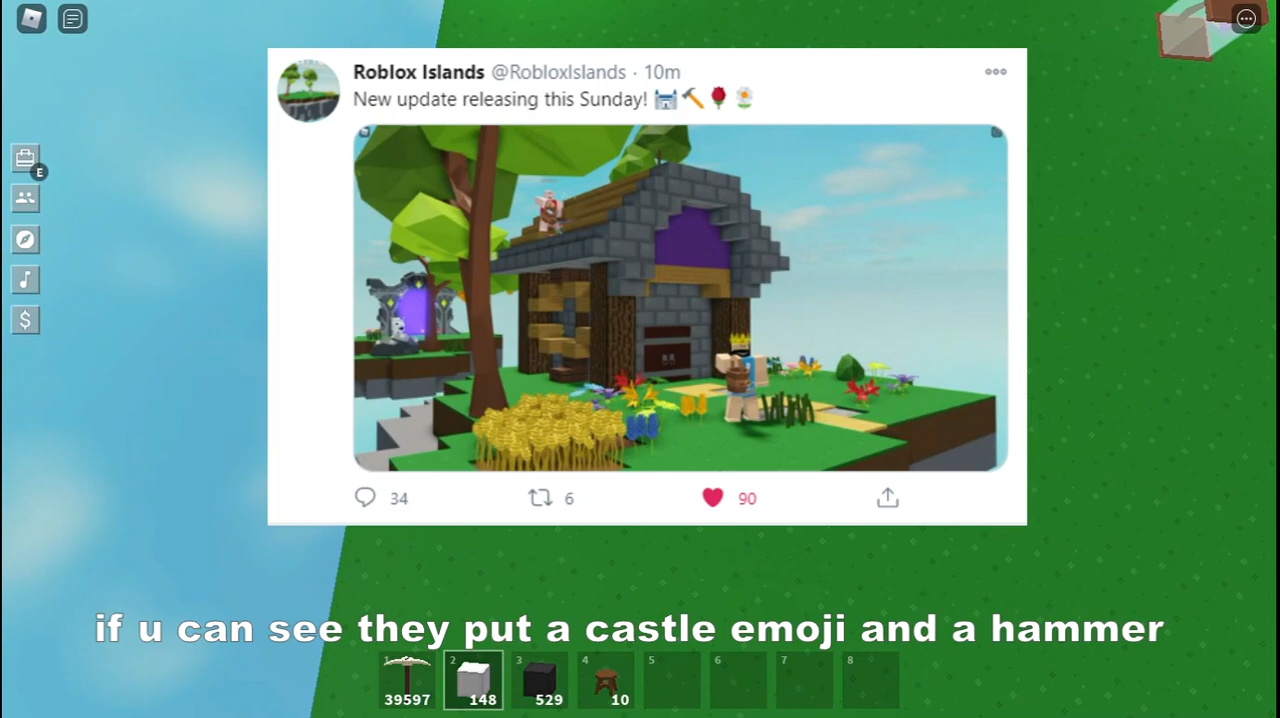 Roblox Islands @RobloxIslands · 10m
New update releasing this Sunday! 🏰🔨🌹🌼
E
$
34 6 90
if u can see they put a castle emoji and a hammer
1 2 3 4 5 6 7 8
39597 148 529 10